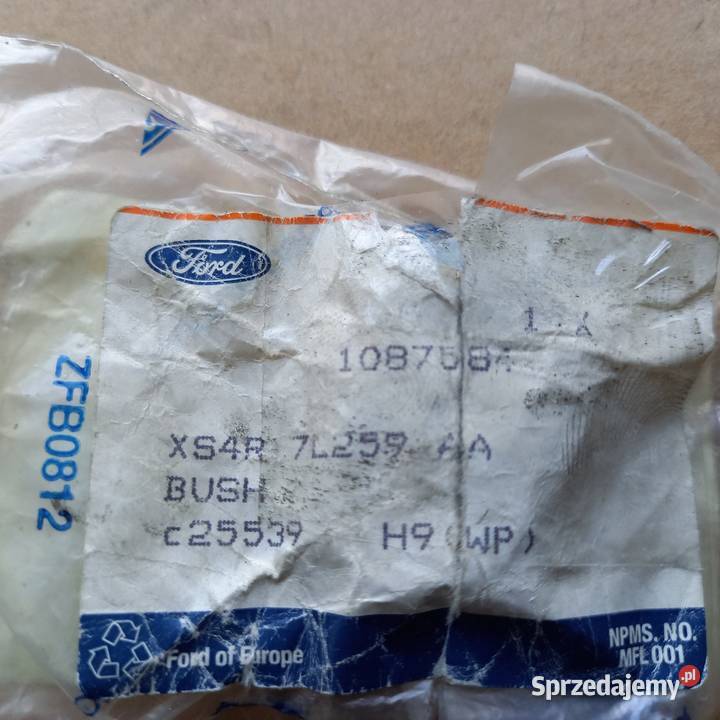 Ford
1 X
1087584
XS4R 7L259 AA
BUSH
c25539 H9 (WP)
ZFB0812
Ford of Europe
NPMS. NO.
MFL 001
Sprzedajemy.pl